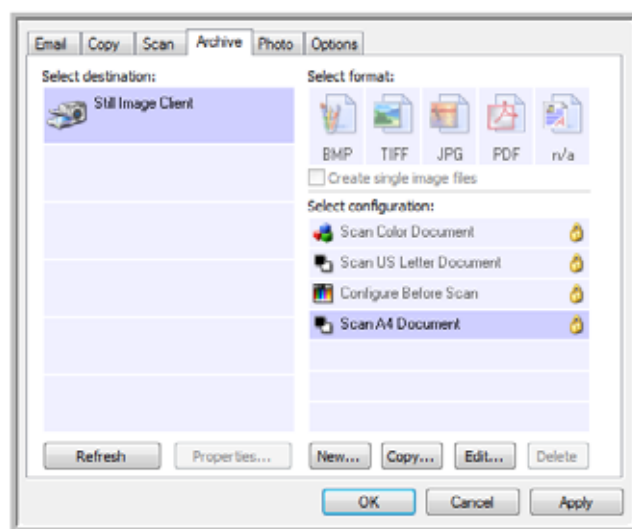 Email Copy Scan Archive Photo Options
Select destination:
Still Image Client
Refresh Properties...
Select format:
BMP TIFF JPG PDF n/a
Create single image files
Select configuration:
Scan Color Document
Scan US Letter Document
Configure Before Scan
Scan A4 Document
New... Copy... Edit... Delete
OK Cancel Apply